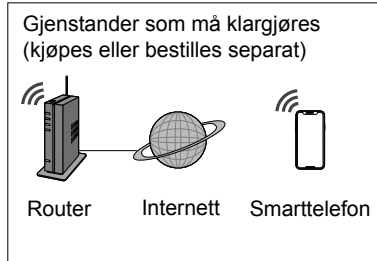 Gjenstander som må klargjøres
(kjøpes eller bestilles separat)
Router Internett Smarttelefon